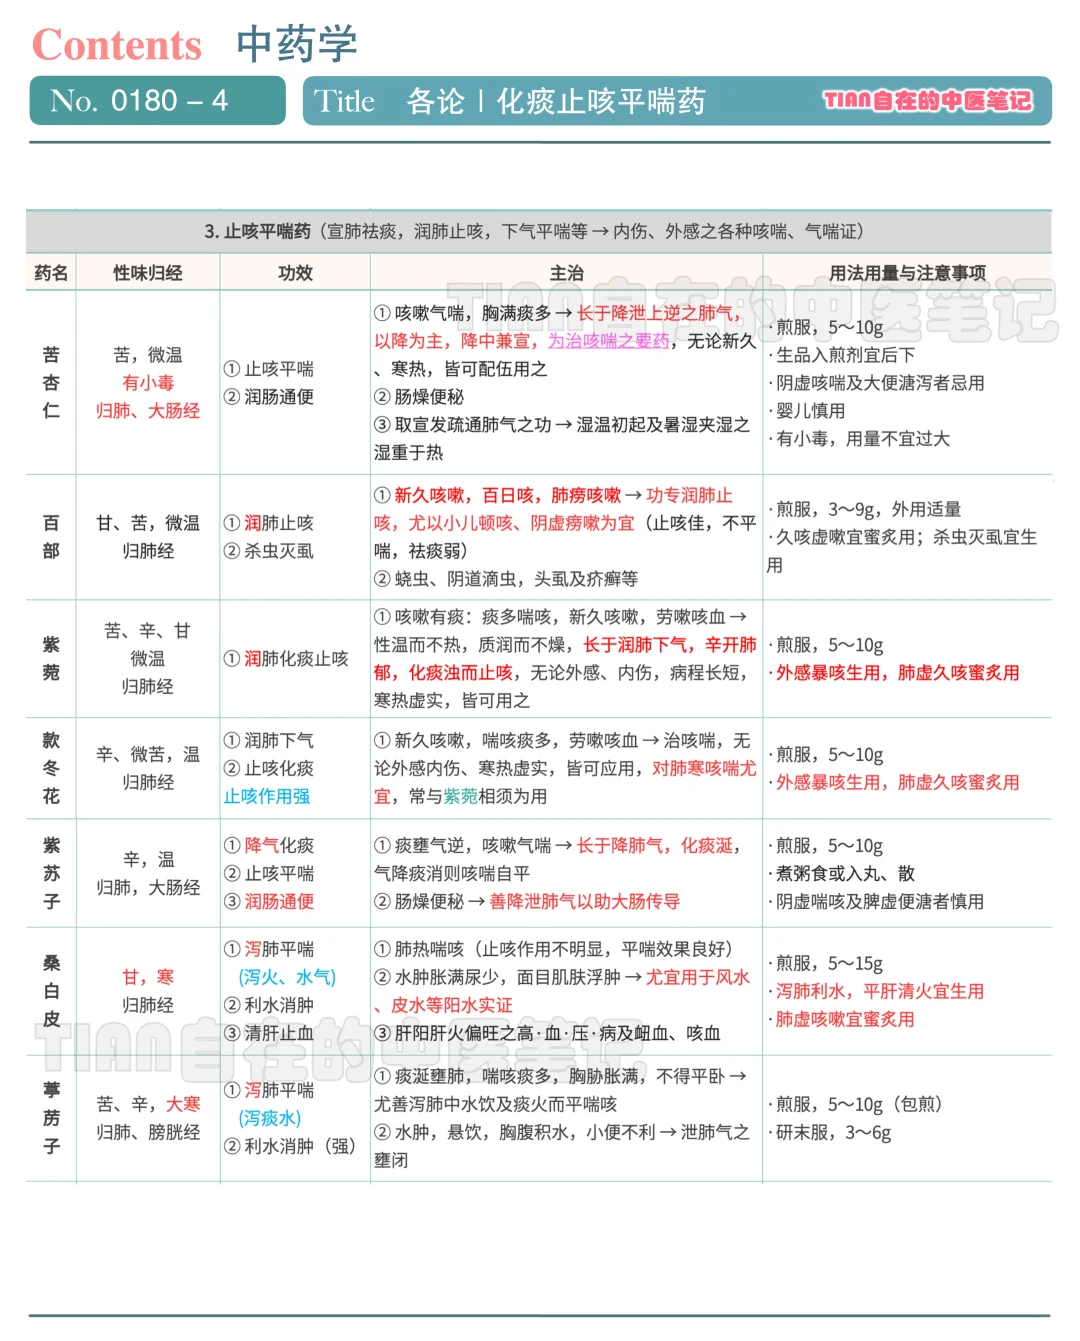 Contents 中药学
No. 0180 – 4
Title 各论 | 化痰止咳平喘药
TIAN自在的中医笔记
3. 止咳平喘药（宣肺祛痰，润肺止咳，下气平喘等 → 内伤、外感之各种咳喘、气喘证）
药名 性味归经 功效 主治 用法用量与注意事项
苦
杏
仁
苦，微温
有小毒
归肺、大肠经
① 止咳平喘
② 润肠通便
① 咳嗽气喘，胸满痰多 → 长于降泄上逆之肺气，
以降为主，降中兼宣，为治咳喘之要药，无论新久
、寒热，皆可配伍用之
② 肠燥便秘
③ 取宣发疏通肺气之功 → 湿温初起及暑湿夹湿之
湿重于热
· 煎服，5～10g
· 生品入煎剂宜后下
· 阴虚咳喘及大便溏泻者忌用
· 婴儿慎用
· 有小毒，用量不宜过大
百
部
甘、苦，微温
归肺经
① 润肺止咳
② 杀虫灭虱
① 新久咳嗽，百日咳，肺痨咳嗽 → 功专润肺止
咳，尤以小儿顿咳、阴虚痨嗽为宜（止咳佳，不平
喘，祛痰弱）
② 蛲虫、阴道滴虫，头虱及疥癣等
· 煎服，3～9g，外用适量
· 久咳虚嗽宜蜜炙用；杀虫灭虱宜生
用
紫
菀
苦、辛、甘
微温
归肺经
① 润肺化痰止咳
① 咳嗽有痰：痰多喘咳，新久咳嗽，劳嗽咳血 →
性温而不热，质润而不燥，长于润肺下气，辛开肺
郁，化痰浊而止咳，无论外感、内伤，病程长短，
寒热虚实，皆可用之
· 煎服，5～10g
· 外感暴咳生用，肺虚久咳蜜炙用
款
冬
花
辛、微苦，温
归肺经
① 润肺下气
② 止咳化痰
止咳作用强
① 新久咳嗽，喘咳痰多，劳嗽咳血 → 治咳喘，无
论外感内伤、寒热虚实，皆可应用，对肺寒咳喘尤
宜，常与紫菀相须为用
· 煎服，5～10g
· 外感暴咳生用，肺虚久咳蜜炙用
紫
苏
子
辛，温
归肺，大肠经
① 降气化痰
② 止咳平喘
③ 润肠通便
① 痰壅气逆，咳嗽气喘 → 长于降肺气，化痰涎，
气降痰消则咳喘自平
② 肠燥便秘 → 善降泄肺气以助大肠传导
· 煎服，5～10g
· 煮粥食或入丸、散
· 阴虚喘咳及脾虚便溏者慎用
桑
白
皮
甘，寒
归肺经
① 泻肺平喘
(泻火、水气)
② 利水消肿
③ 清肝止血
① 肺热喘咳（止咳作用不明显，平喘效果良好）
② 水肿胀满尿少，面目肌肤浮肿 → 尤宜用于风水
、皮水等阳水实证
③ 肝阳肝火偏旺之高·血·压·病及衄血、咳血
· 煎服，5～15g
· 泻肺利水，平肝清火宜生用
· 肺虚咳嗽宜蜜炙用
葶
苈
子
苦、辛，大寒
归肺、膀胱经
① 泻肺平喘
(泻痰水)
② 利水消肿（强）
① 痰涎壅肺，喘咳痰多，胸胁胀满，不得平卧 →
尤善泻肺中水饮及痰火而平喘咳
② 水肿，悬饮，胸腹积水，小便不利 → 泄肺气之
壅闭
· 煎服，5～10g（包煎）
· 研末服，3～6g
TIAN自在的中医笔记
TIAN自在的中医笔记